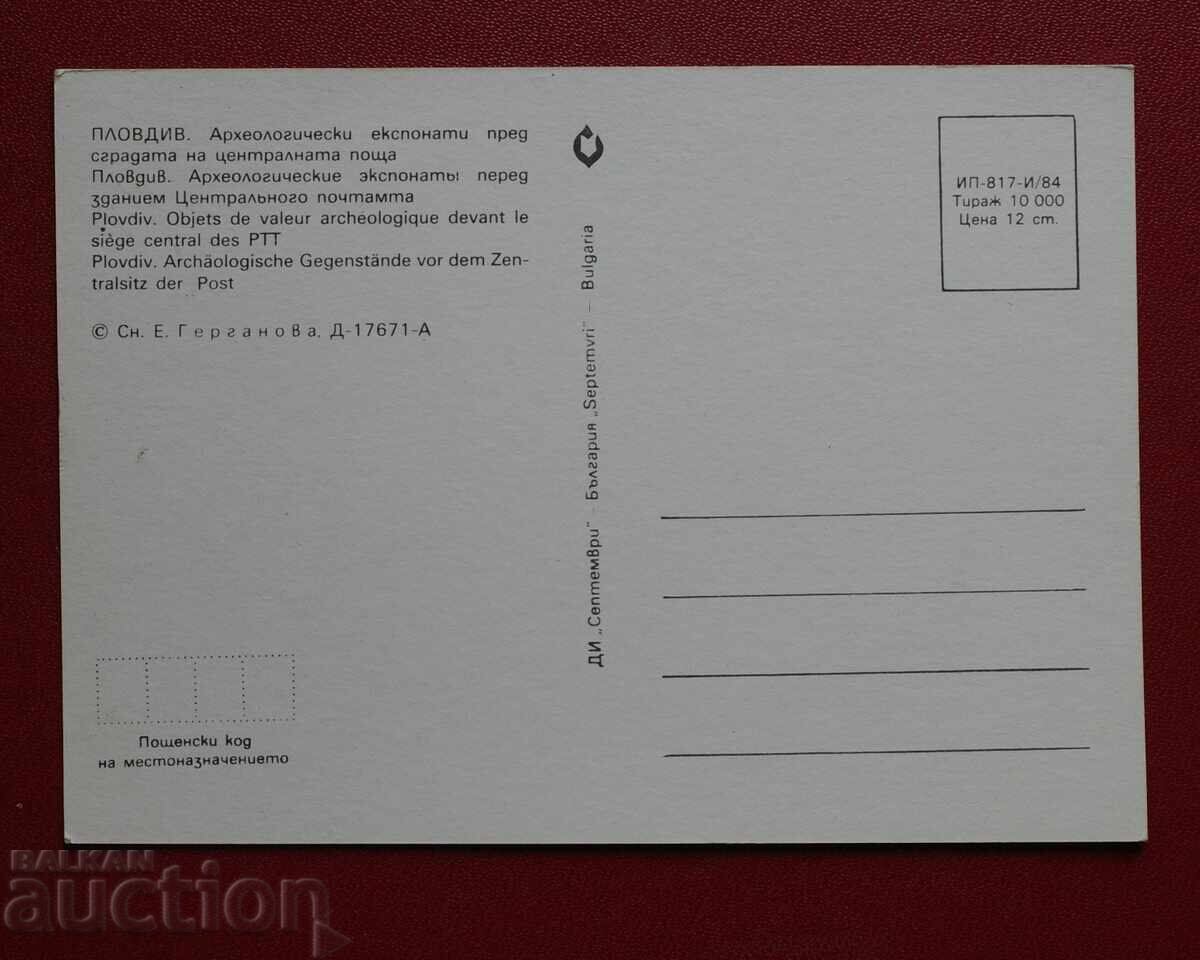 ПЛОВДИВ. Археологически експонати пред
сградата на централната поща
Пловдив. Археологические экспонаты перед
зданием Центрального почтамта
Plovdiv. Objets de valeur archéologique devant le
siège central des PTT
Plovdiv. Archäologische Gegenstände vor dem Zen-
tralsitz der Post
© Сн. Е. Герганова, Д-17671-А
Пощенски код
на местоназначението
ДИ „Септември" – България „Septemvri" – Bulgaria
ИП-817-И/84
Тираж 10 000
Цена 12 ст.
BALKAN
auction